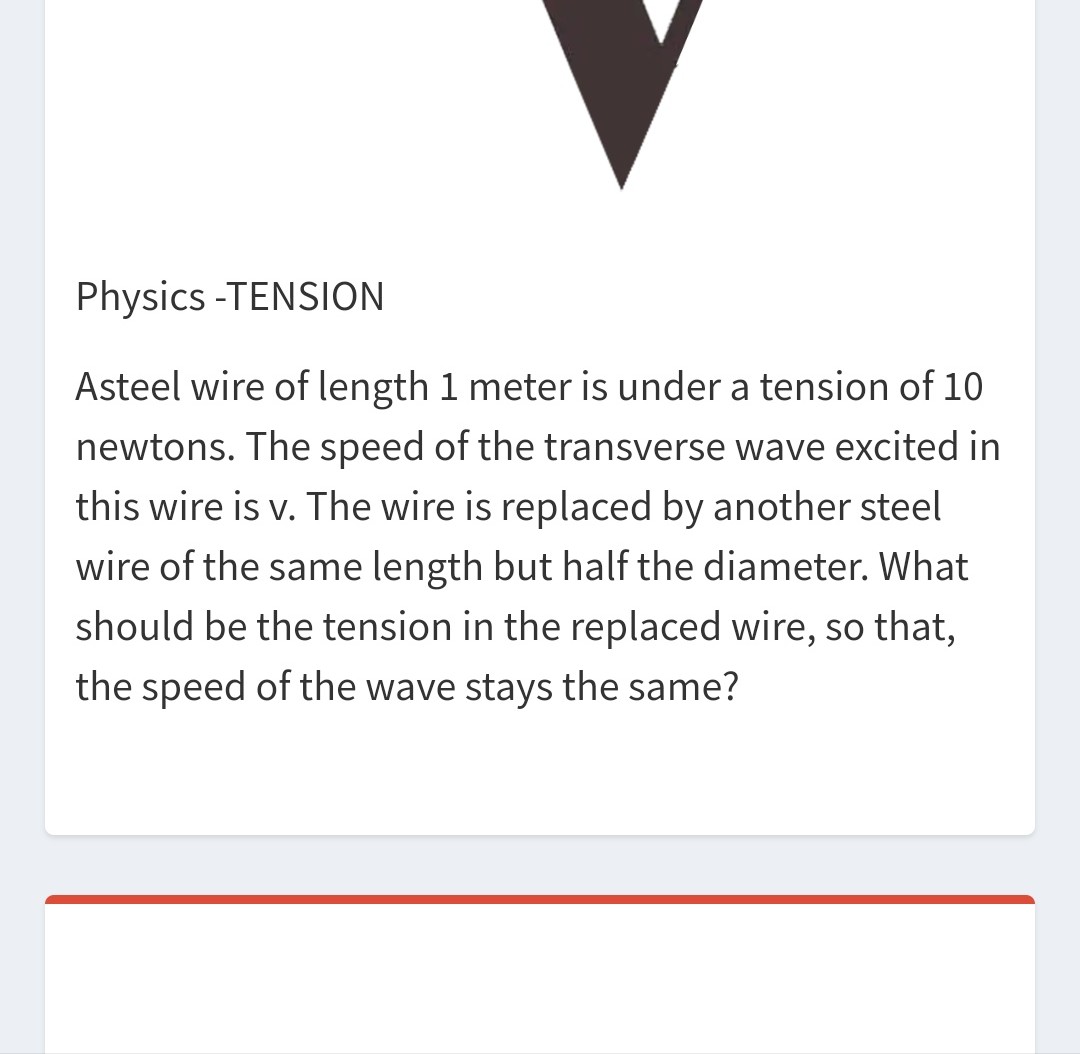 Physics -TENSION
Asteel wire of length 1 meter is under a tension of 10
newtons. The speed of the transverse wave excited in
this wire is v. The wire is replaced by another steel
wire of the same length but half the diameter. What
should be the tension in the replaced wire, so that,
the speed of the wave stays the same?